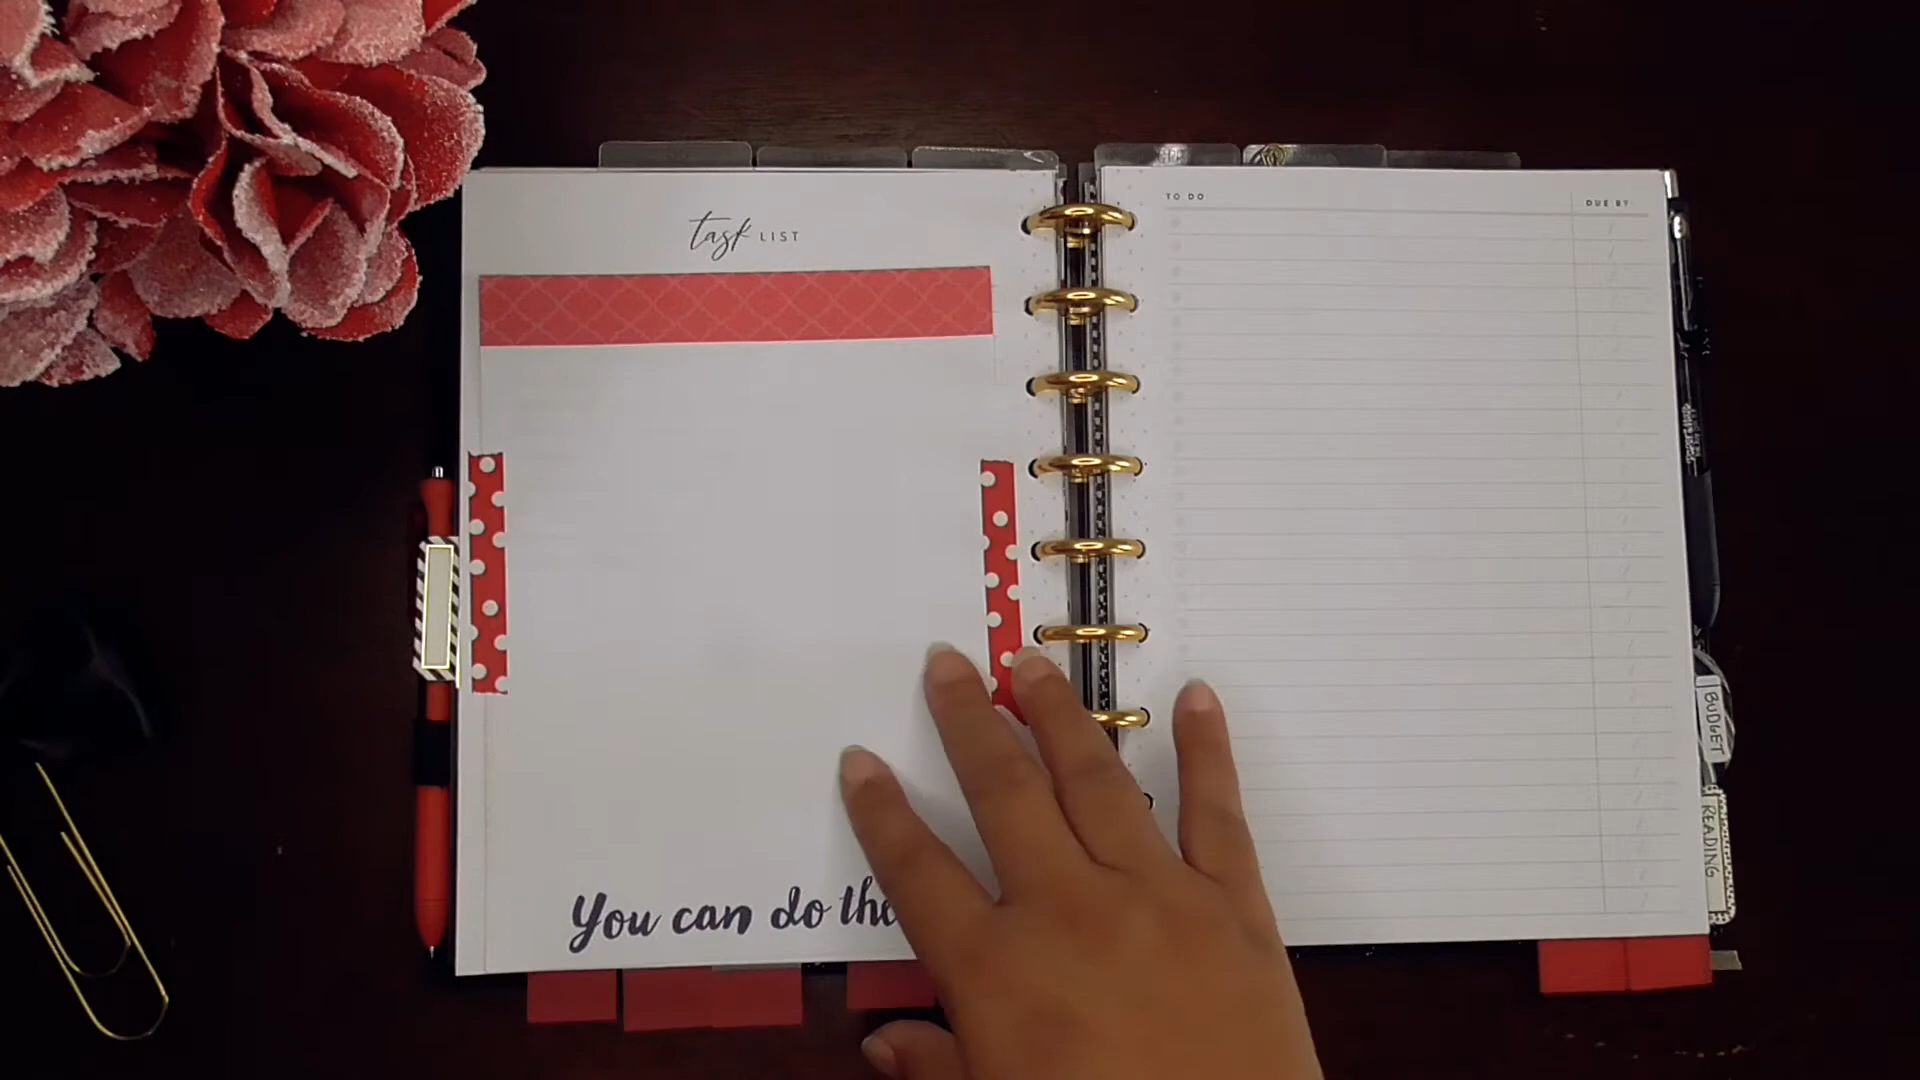 task LIST
You can do the
TO DO
DUE BY
BUDGET
READING